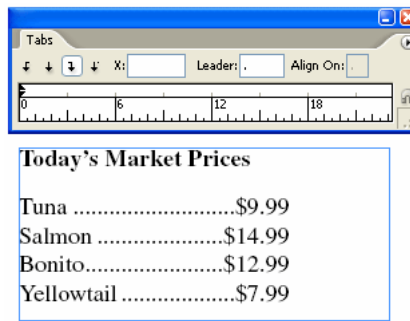 Tabs
X: Leader: . Align On: .
0 6 12 18
Today's Market Prices
Tuna ............................$9.99
Salmon ......................$14.99
Bonito........................$12.99
Yellowtail ....................$7.99